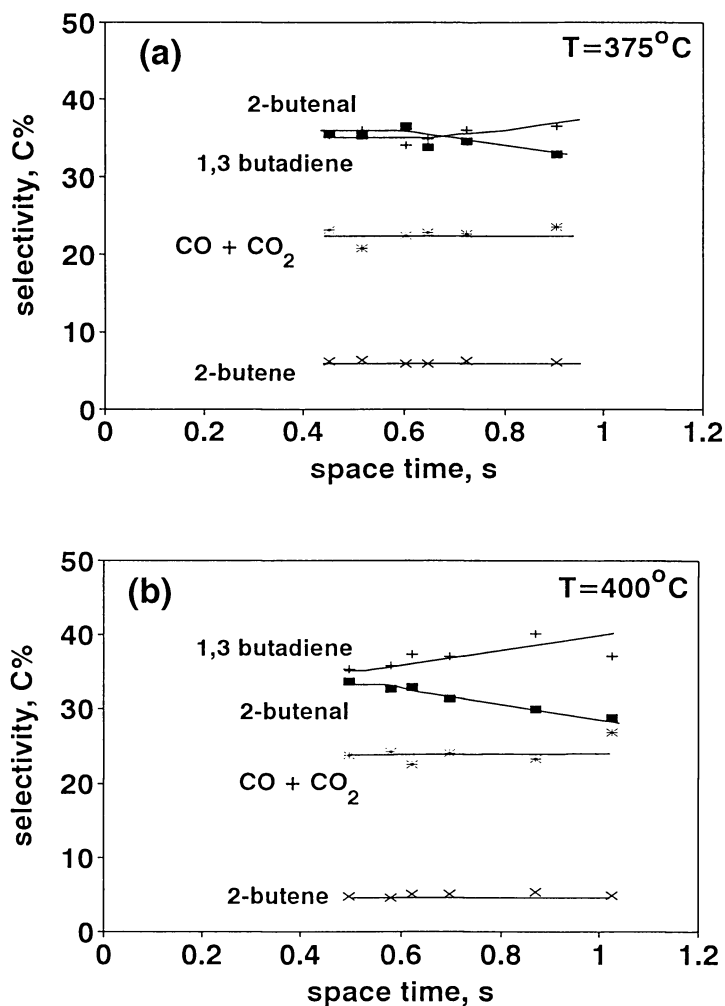 50
(a)
T=375°C
40
2-butenal
30
1,3 butadiene
20
CO + CO2
10
2-butene
0
0 0.2 0.4 0.6 0.8 1 1.2
selectivity, C%
space time, s
50
(b)
T=400°C
40
1,3 butadiene
30
2-butenal
20
CO + CO2
10
2-butene
0
0 0.2 0.4 0.6 0.8 1 1.2
selectivity, C%
space time, s